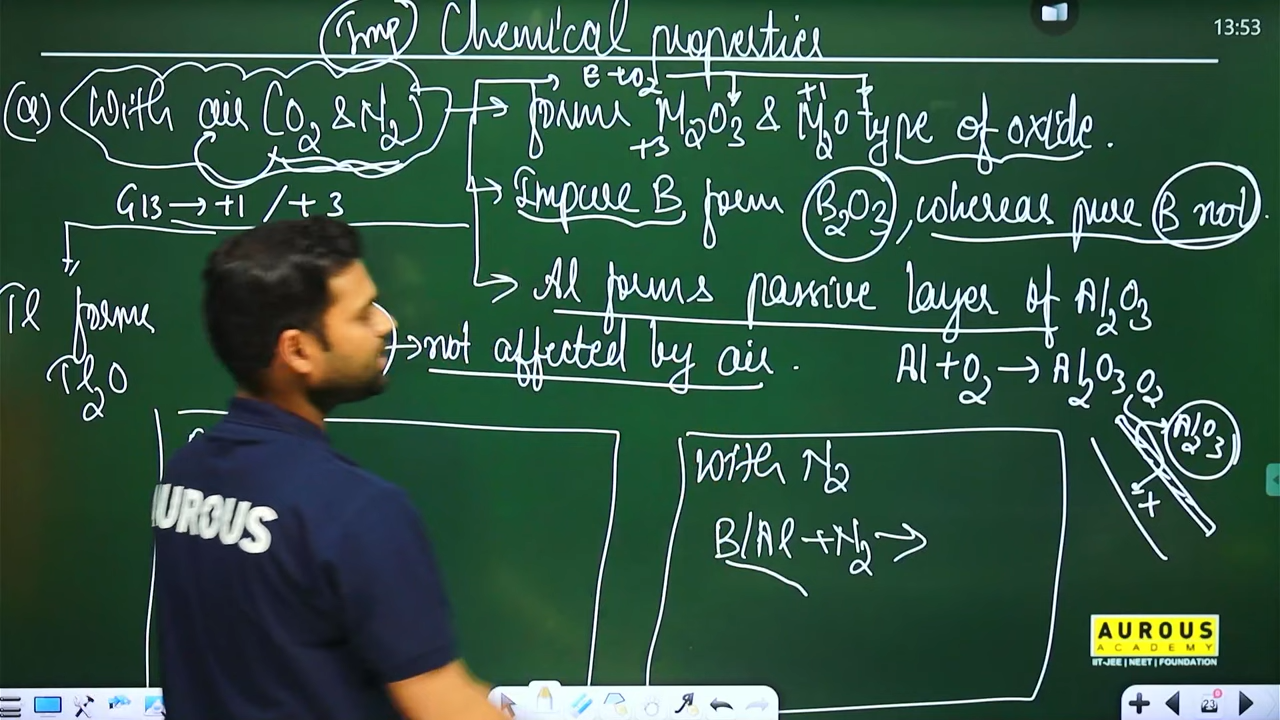 Imp Chemical properties
13:53
E + O2
(a) With air (O2 & N2) → forms M2O3 & M2O type of oxide.
+3 +1
G13 → +1 / +3
→ Impure B form B2O3, whereas pure B not.
→ Al forms passive layer of Al2O3
Tl forms
Tl2O
→ not affected by air.
Al + O2 → Al2O3
O2
Al2O3
+
With N2
B/Al + N2 →
AUROUS
AUROUS
ACADEMY
IIT-JEE | NEET | FOUNDATION
23